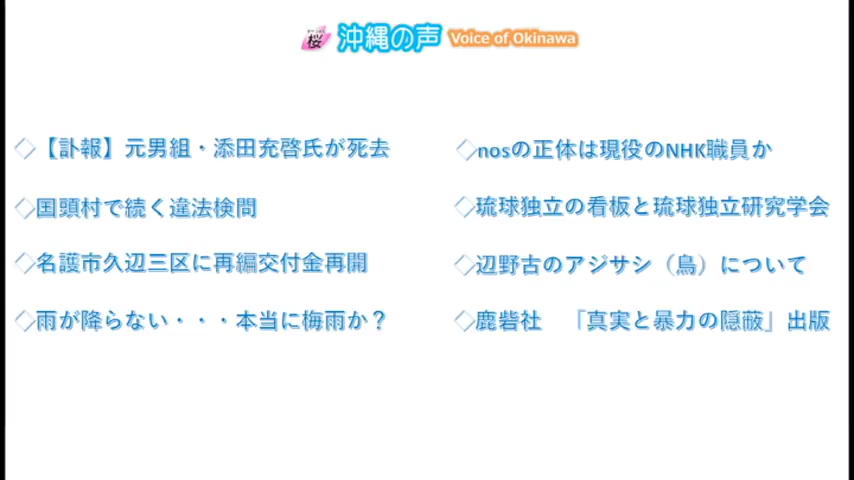 桜 沖縄の声 Voice of Okinawa
◇【訃報】元男組・添田充啓氏が死去
◇国頭村で続く違法検問
◇名護市久辺三区に再編交付金再開
◇雨が降らない・・・本当に梅雨か？
◇nosの正体は現役のNHK職員か
◇琉球独立の看板と琉球独立研究学会
◇辺野古のアジサシ（鳥）について
◇鹿砦社　「真実と暴力の隠蔽」出版